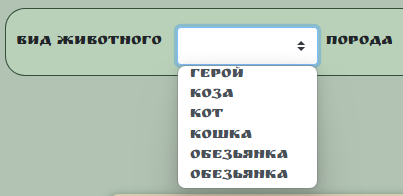 вид животного порода
герой
коза
кот
кошка
обезьянка
обезьянка